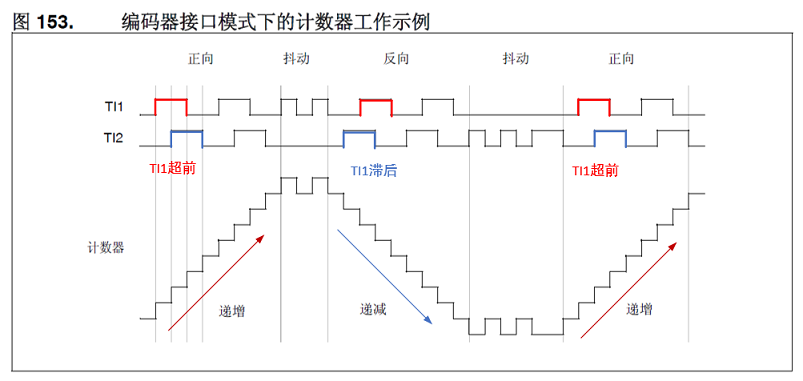 图 153. 编码器接口模式下的计数器工作示例
正向 抖动 反向 抖动 正向
TI1
TI2
TI1超前 TI1滞后 TI1超前
计数器
递增 递减 递增